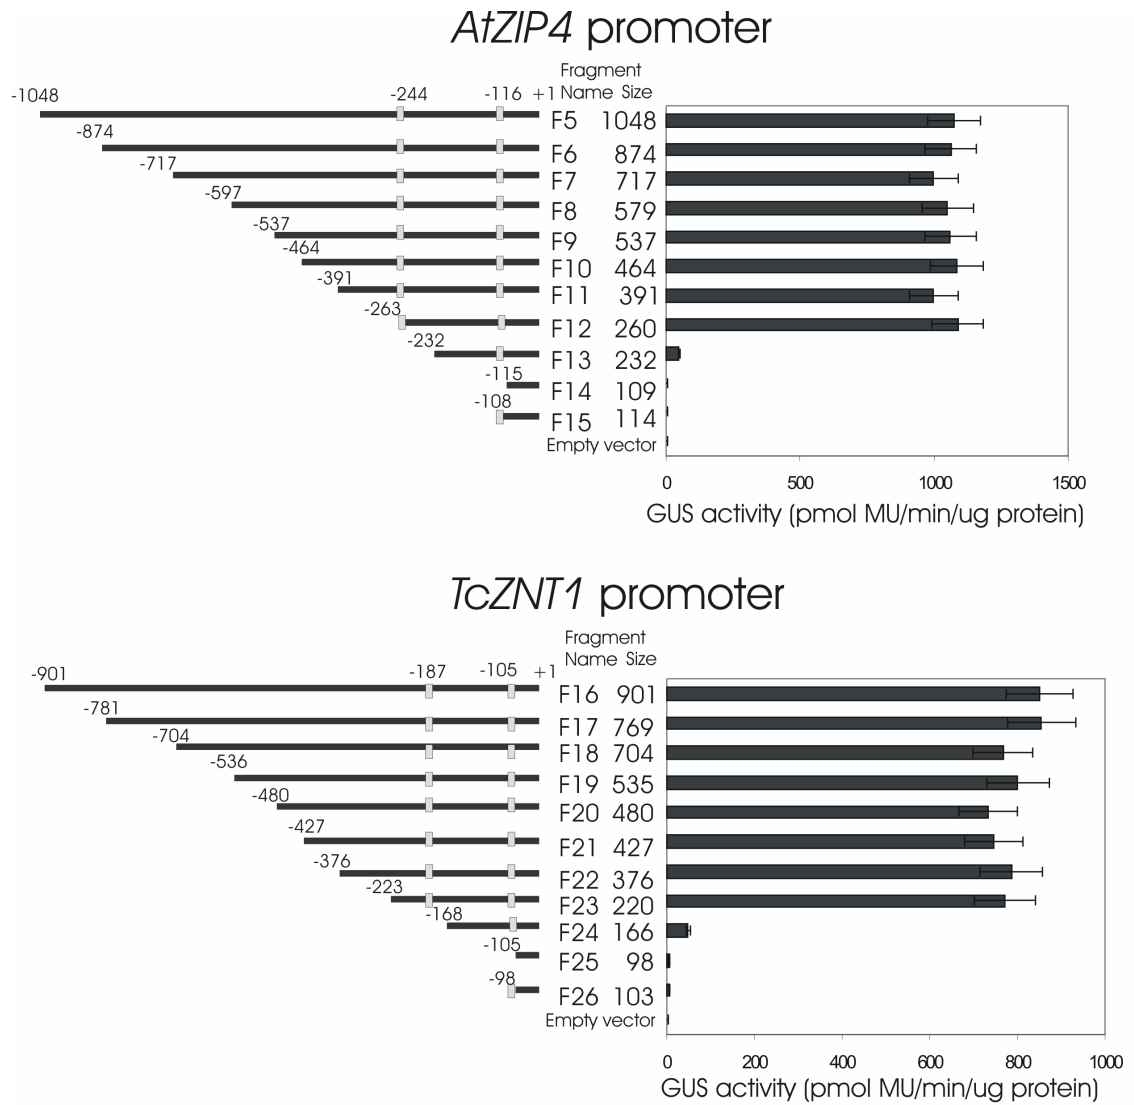 AtZIP4 promoter
Fragment
-1048 -244 -116 +1 Name Size
F5 1048
-874
F6 874
-717
F7 717
-597
F8 579
-537
F9 537
-464
F10 464
-391
F11 391
-263
F12 260
-232
F13 232
-115
F14 109
-108
F15 114
Empty vector
0 500 1000 1500
GUS activity (pmol MU/min/ug protein)
TcZNT1 promoter
Fragment
Name Size
-901 -187 -105 +1
F16 901
-781
F17 769
-704
F18 704
-536
F19 535
-480
F20 480
-427
F21 427
-376
F22 376
-223
F23 220
-168
F24 166
-105
F25 98
-98
F26 103
Empty vector
0 200 400 600 800 1000
GUS activity (pmol MU/min/ug protein)